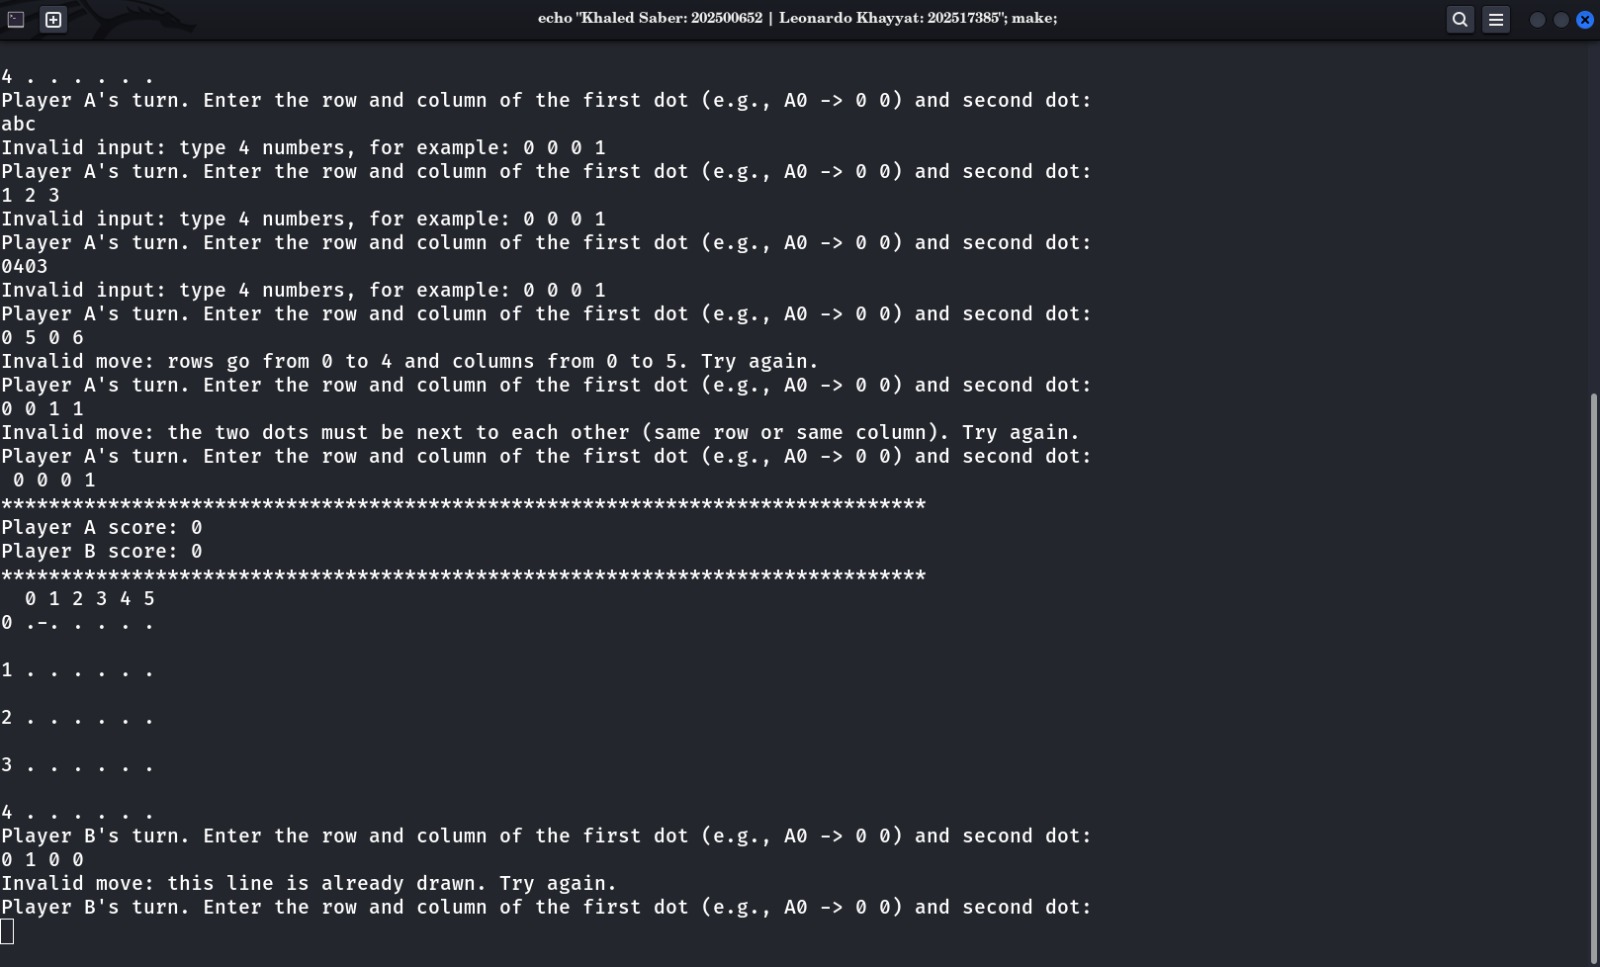 echo "Khaled Saber: 202500652 | Leonardo Khayyat: 202517385"; make;
4 . . . . . .
Player A's turn. Enter the row and column of the first dot (e.g., A0 -> 0 0) and second dot:
abc
Invalid input: type 4 numbers, for example: 0 0 0 1
Player A's turn. Enter the row and column of the first dot (e.g., A0 -> 0 0) and second dot:
1 2 3
Invalid input: type 4 numbers, for example: 0 0 0 1
Player A's turn. Enter the row and column of the first dot (e.g., A0 -> 0 0) and second dot:
0403
Invalid input: type 4 numbers, for example: 0 0 0 1
Player A's turn. Enter the row and column of the first dot (e.g., A0 -> 0 0) and second dot:
0 5 0 6
Invalid move: rows go from 0 to 4 and columns from 0 to 5. Try again.
Player A's turn. Enter the row and column of the first dot (e.g., A0 -> 0 0) and second dot:
0 0 1 1
Invalid move: the two dots must be next to each other (same row or same column). Try again.
Player A's turn. Enter the row and column of the first dot (e.g., A0 -> 0 0) and second dot:
 0 0 0 1
******************************************************************************
Player A score: 0
Player B score: 0
******************************************************************************
  0 1 2 3 4 5
0 .-. . . . .
1 . . . . . .
2 . . . . . .
3 . . . . . .
4 . . . . . .
Player B's turn. Enter the row and column of the first dot (e.g., A0 -> 0 0) and second dot:
0 1 0 0
Invalid move: this line is already drawn. Try again.
Player B's turn. Enter the row and column of the first dot (e.g., A0 -> 0 0) and second dot: